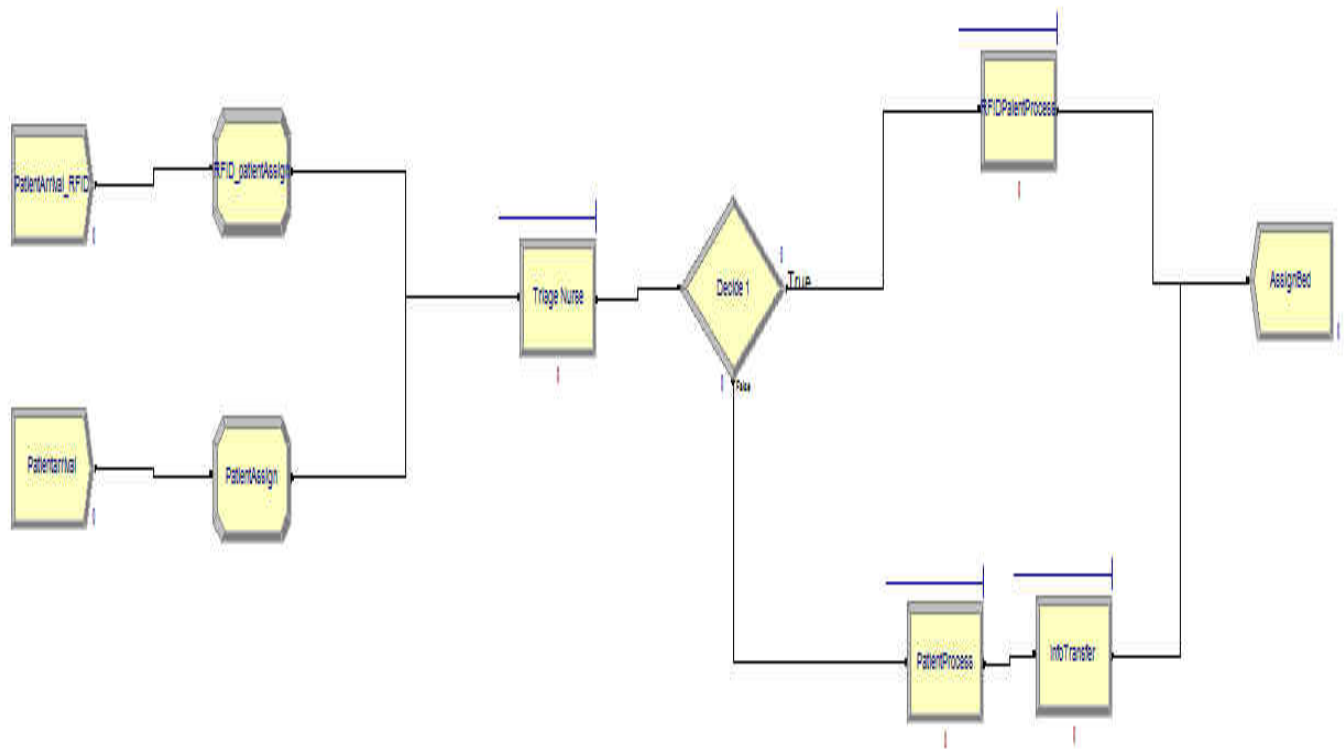 PatientArrival_RFID
RFID_patientAssign
Triage Nurse
Decide 1
True
False
RFIDPatientProcess
AssignBed
Patientarrival
PatientAssign
PatientProcess
InfoTransfer